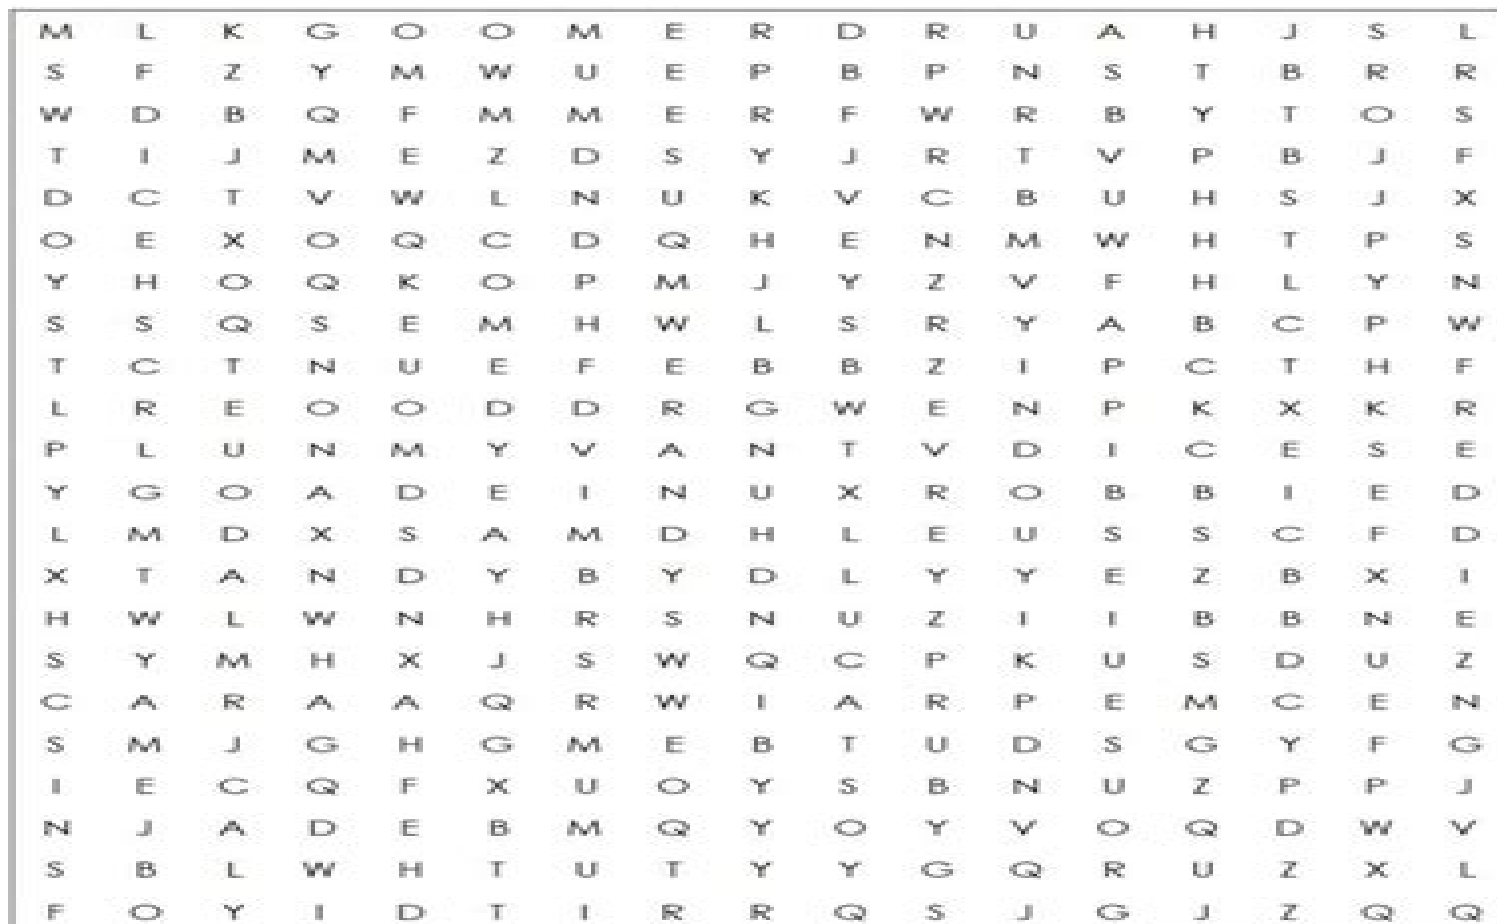 M L K G O O M E R D R U A H J S L
S F Z Y M W U E P B P N S T B R R
W D B Q F M M E R F W R B Y T O S
T I J M E Z D S Y J R T V P B J F
D C T V W L N U K V C B U H S J X
O E X O Q C D Q H E N M W H T P S
Y H O Q K O P M J Y Z V F H L Y N
S S Q S E M H W L S R Y A B C P W
T C T N U E F E B B Z I P C T H F
L R E O O D D R G W E N P K X K R
P L U N M Y V A N T V D I C E S E
Y G O A D E I N U X R O B B I E D
L M D X S A M D H L E U S S C F D
X T A N D Y B Y D L Y Y E Z B X I
H W L W N H R S N U Z I I B B N E
S Y M H X J S W Q C P K U S D U Z
C A R A A Q R W I A R P E M C E N
S M J G H G M E B T U D S G Y F G
I E C Q F X U O Y S B N U Z P P J
N J A D E B M Q Y O Y V O Q D W V
S B L W H T U T Y Y G Q R U Z X L
F O Y I D T I R R Q S J G J Z Q Q